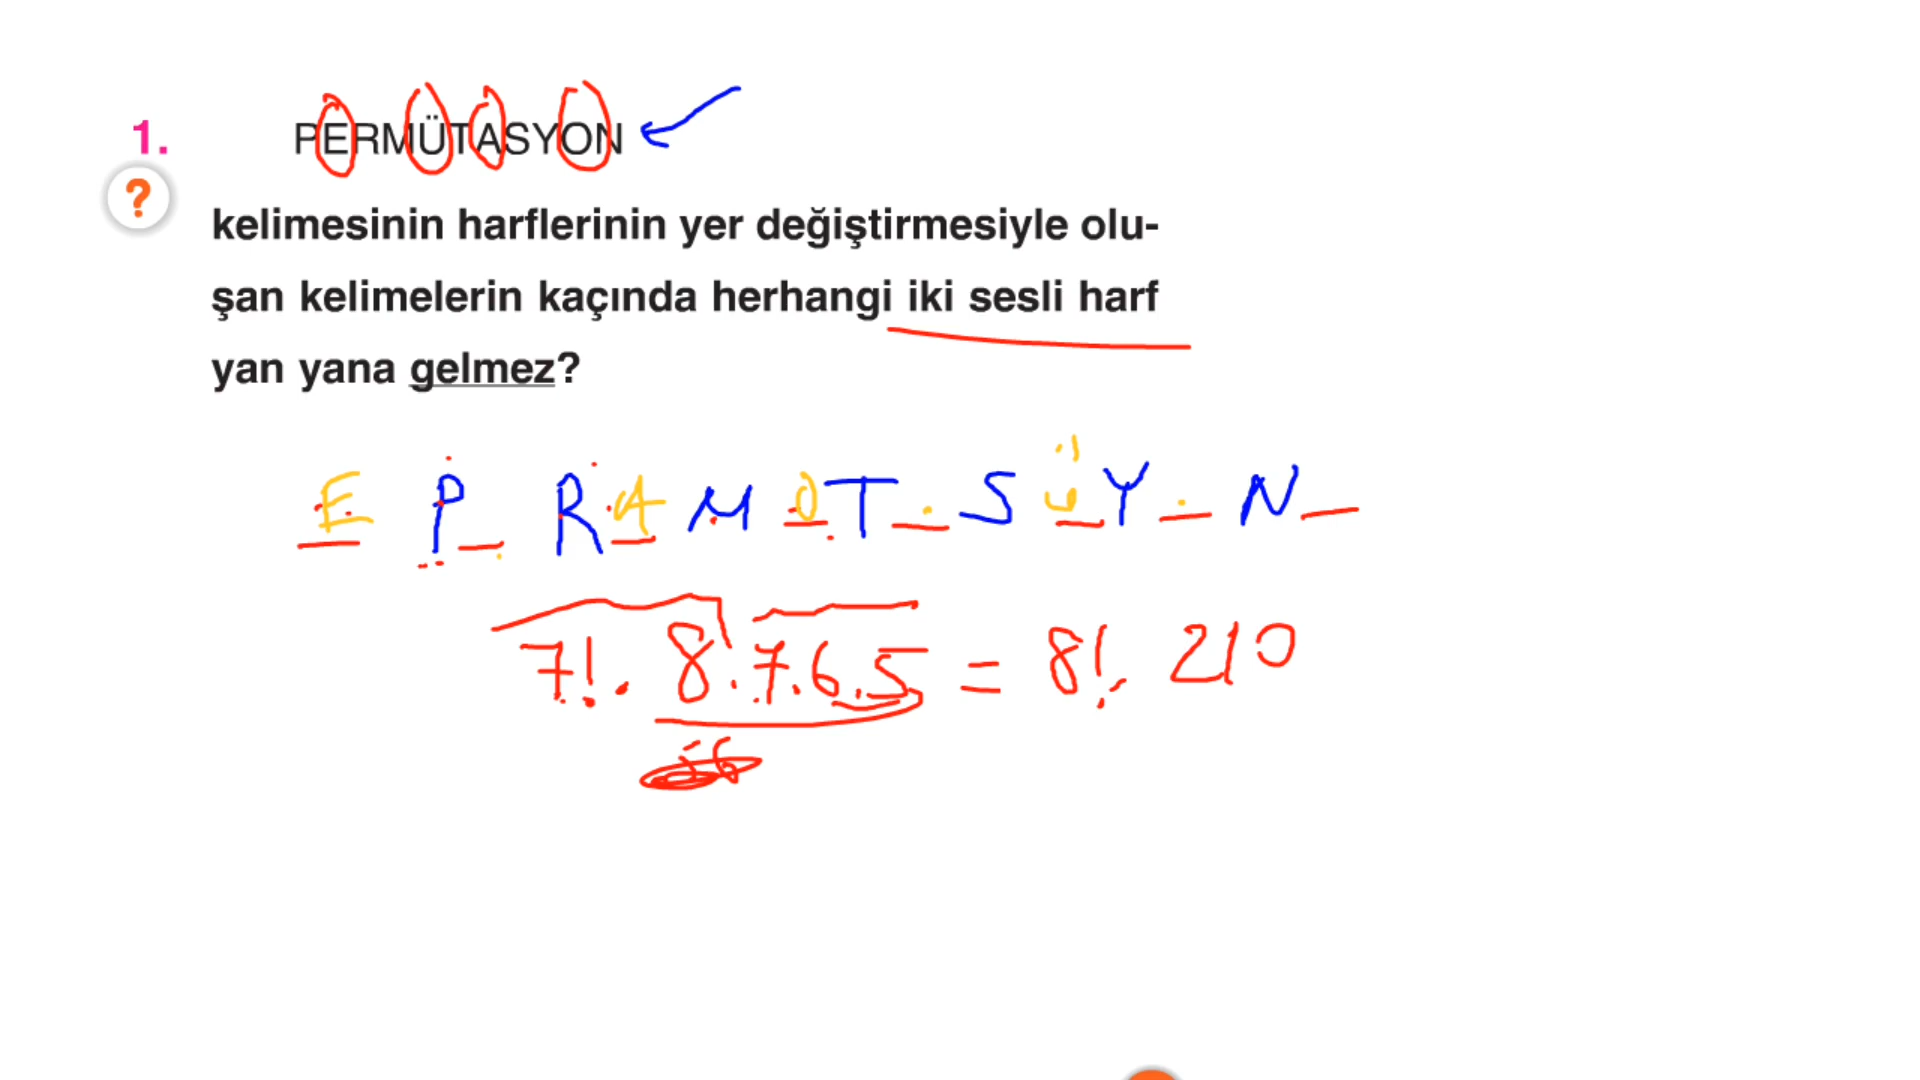 1. PERMÜTASYON
?
kelimesinin harflerinin yer değiştirmesiyle olu-
şan kelimelerin kaçında herhangi iki sesli harf
yan yana gelmez?
E P R A M O T S Ü Y N
7! . 8.7.6.5 = 8!. 210